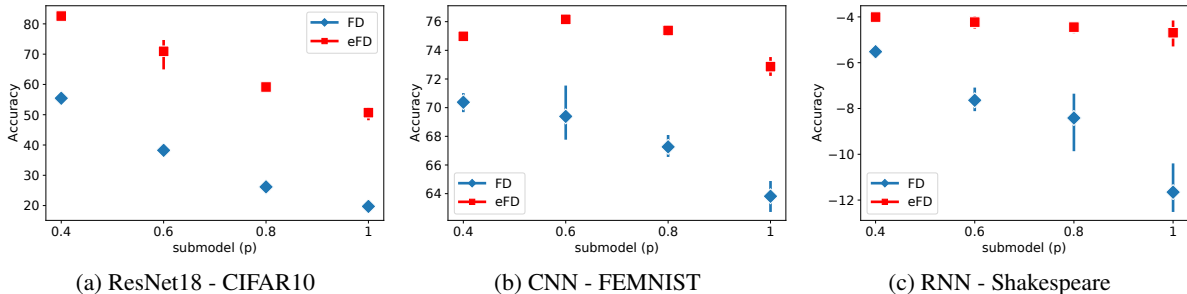 80
70
60
50
40
30
20
Accuracy
FD
eFD
0.4 0.6 0.8 1
submodel (p)
(a) ResNet18 - CIFAR10
76
74
72
70
68
66
64
Accuracy
FD
eFD
0.4 0.6 0.8 1
submodel (p)
(b) CNN - FEMNIST
−4
−6
−8
−10
−12
Accuracy
FD
eFD
0.4 0.6 0.8 1
submodel (p)
(c) RNN - Shakespeare